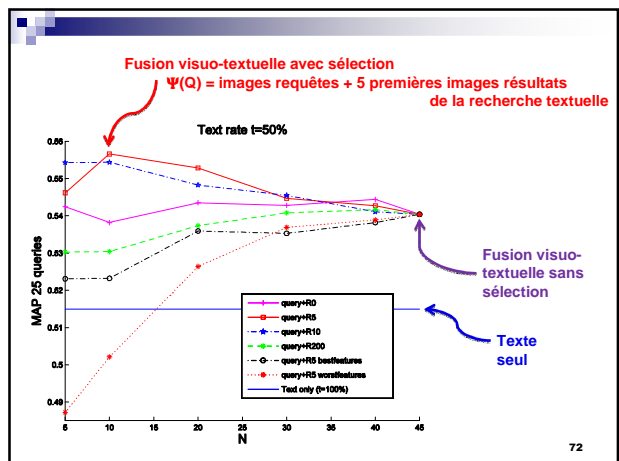 Fusion visuo-textuelle avec sélection
Ψ(Q) = images requêtes + 5 premières images résultats
de la recherche textuelle
Text rate t=50%
0.56
0.55
0.54
0.53
0.52
0.51
0.5
0.49
MAP 25 queries
5
10
15
20
25
30
35
40
45
N
query+R0
query+R5
query+R10
query+R200
query+R5 bestfeatures
query+R5 worstfeatures
Text only (t=100%)
Fusion visuo-
textuelle sans
sélection
Texte
seul
72